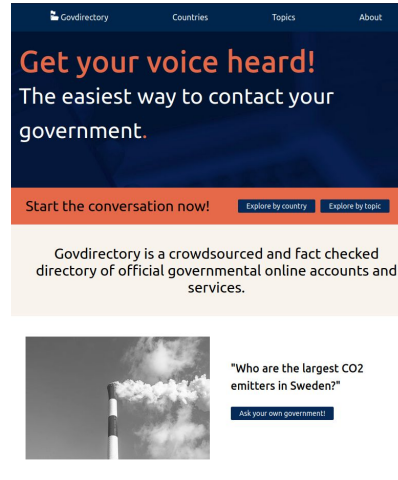 Govdirectory Countries Topics About
Get your voice heard!
The easiest way to contact your
government.
Start the conversation now! Explore by country Explore by topic
Govdirectory is a crowdsourced and fact checked
directory of official governmental online accounts and
services.
"Who are the largest CO2
emitters in Sweden?"
Ask your own government!